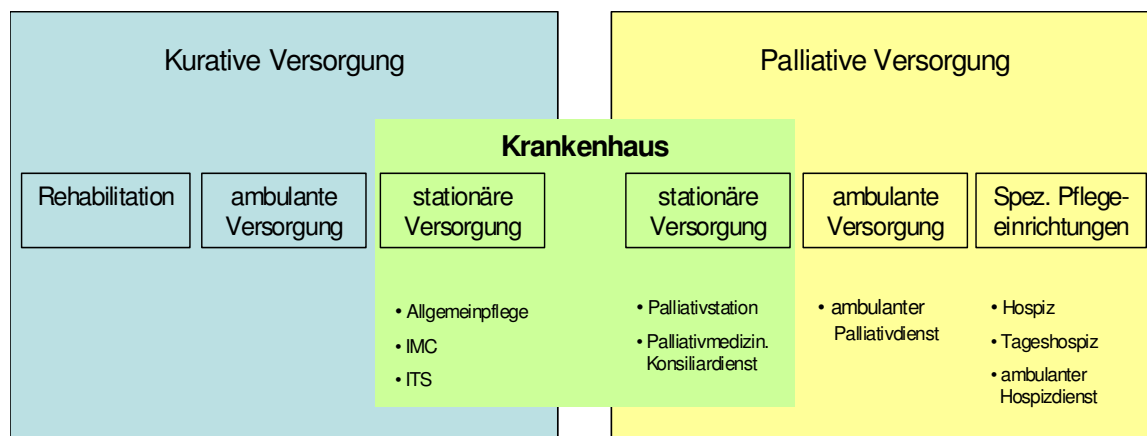 Kurative Versorgung
Palliative Versorgung
Krankenhaus
Rehabilitation
ambulante
Versorgung
stationäre
Versorgung
stationäre
Versorgung
ambulante
Versorgung
Spez. Pflege-
einrichtungen
• Allgemeinpflege
• IMC
• ITS
• Palliativstation
• Palliativmedizin.
Konsiliardienst
• ambulanter
Palliativdienst
• Hospiz
• Tageshospiz
• ambulanter
Hospizdienst